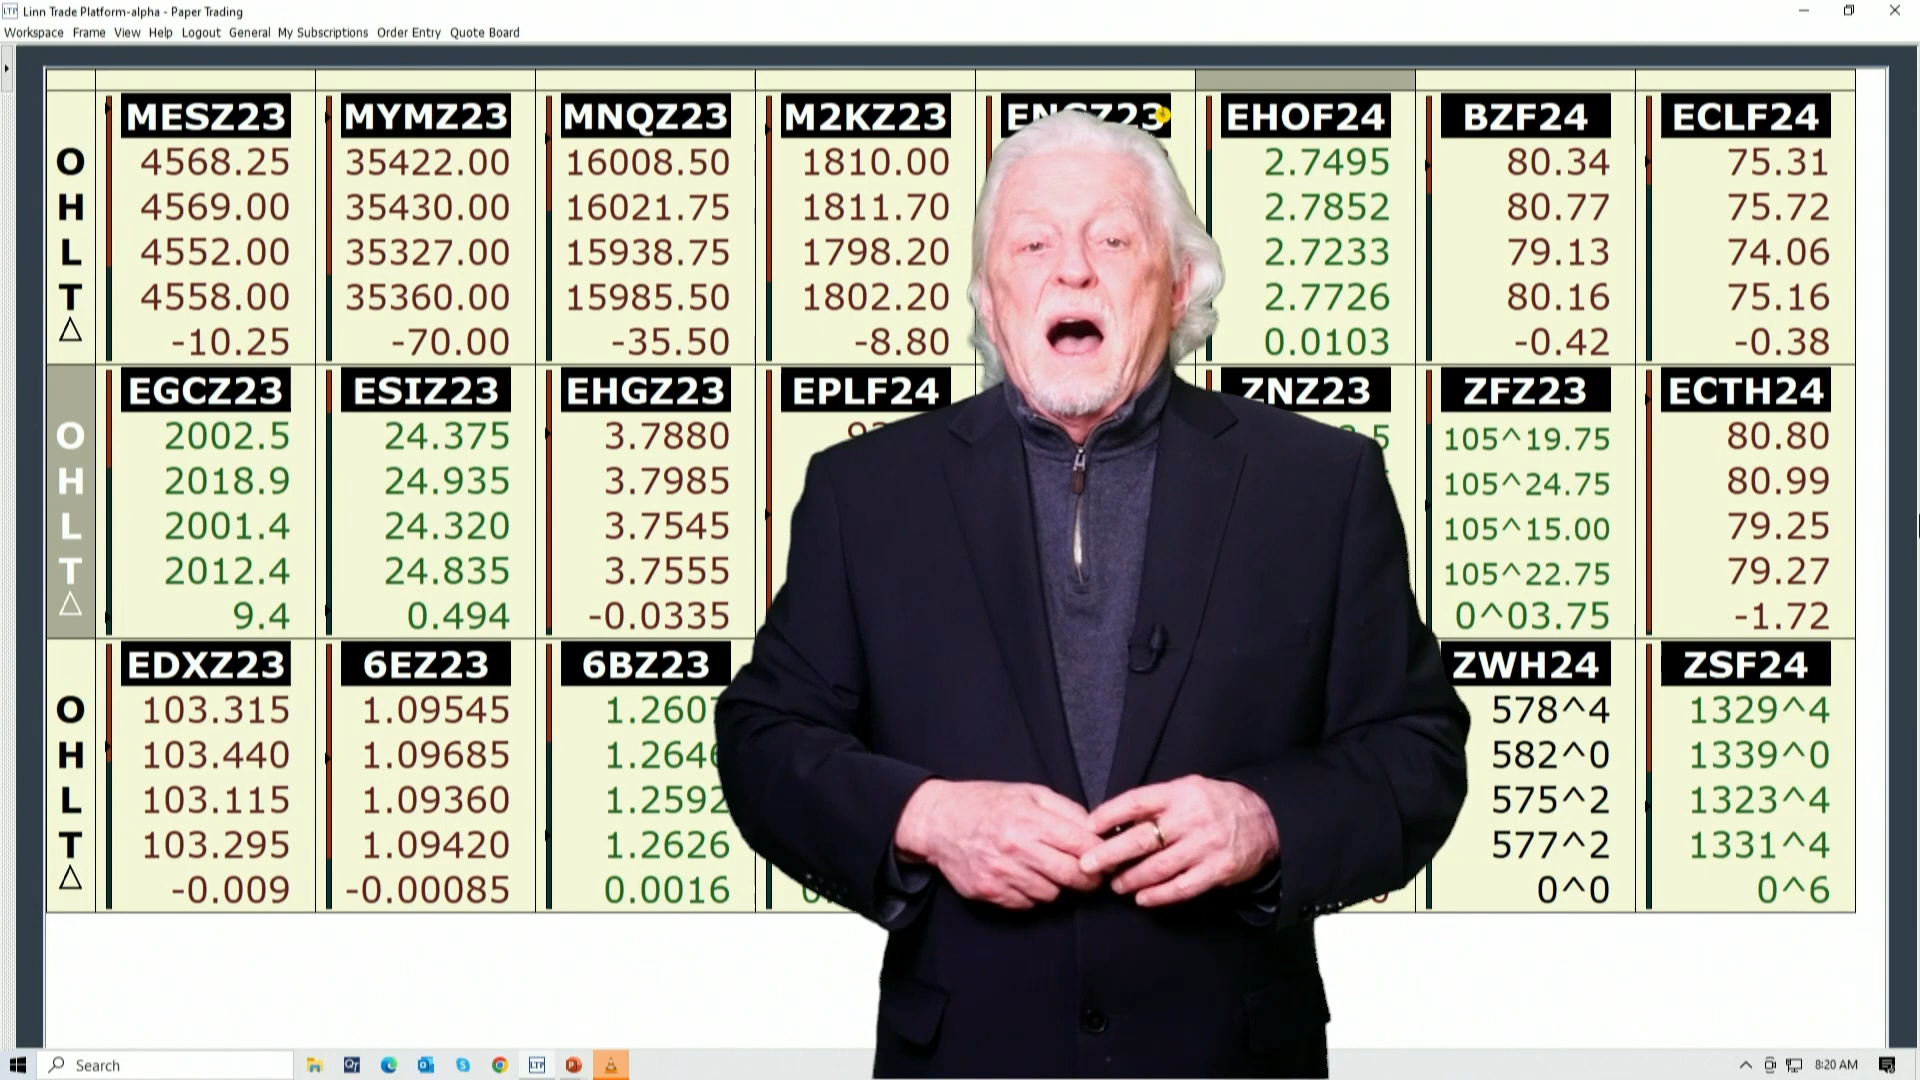 LTP Linn Trade Platform-alpha - Paper Trading
Workspace Frame View Help Logout General My Subscriptions Order Entry Quote Board
MESZ23 MYMZ23 MNQZ23 M2KZ23 EHOF24 BZF24 ECLF24
O 4568.25 35422.00 16008.50 1810.00 2.7495 80.34 75.31
H 4569.00 35430.00 16021.75 1811.70 2.7852 80.77 75.72
L 4552.00 35327.00 15938.75 1798.20 2.7233 79.13 74.06
T 4558.00 35360.00 15985.50 1802.20 2.7726 80.16 75.16
△ -10.25 -70.00 -35.50 -8.80 0.0103 -0.42 -0.38
EGCZ23 ESIZ23 EHGZ23 EPLF24 ZNZ23 ZFZ23 ECTH24
O 2002.5 24.375 3.7880 105^19.75 80.80
H 2018.9 24.935 3.7985 105^24.75 80.99
L 2001.4 24.320 3.7545 105^15.00 79.25
T 2012.4 24.835 3.7555 105^22.75 79.27
△ 9.4 0.494 -0.0335 0^03.75 -1.72
EDXZ23 6EZ23 6BZ23 ZWH24 ZSF24
O 103.315 1.09545 1.2607 578^4 1329^4
H 103.440 1.09685 1.2646 582^0 1339^0
L 103.115 1.09360 1.2592 575^2 1323^4
T 103.295 1.09420 1.2626 577^2 1331^4
△ -0.009 -0.00085 0.0016 0^0 0^6
Search LTP 8:20 AM